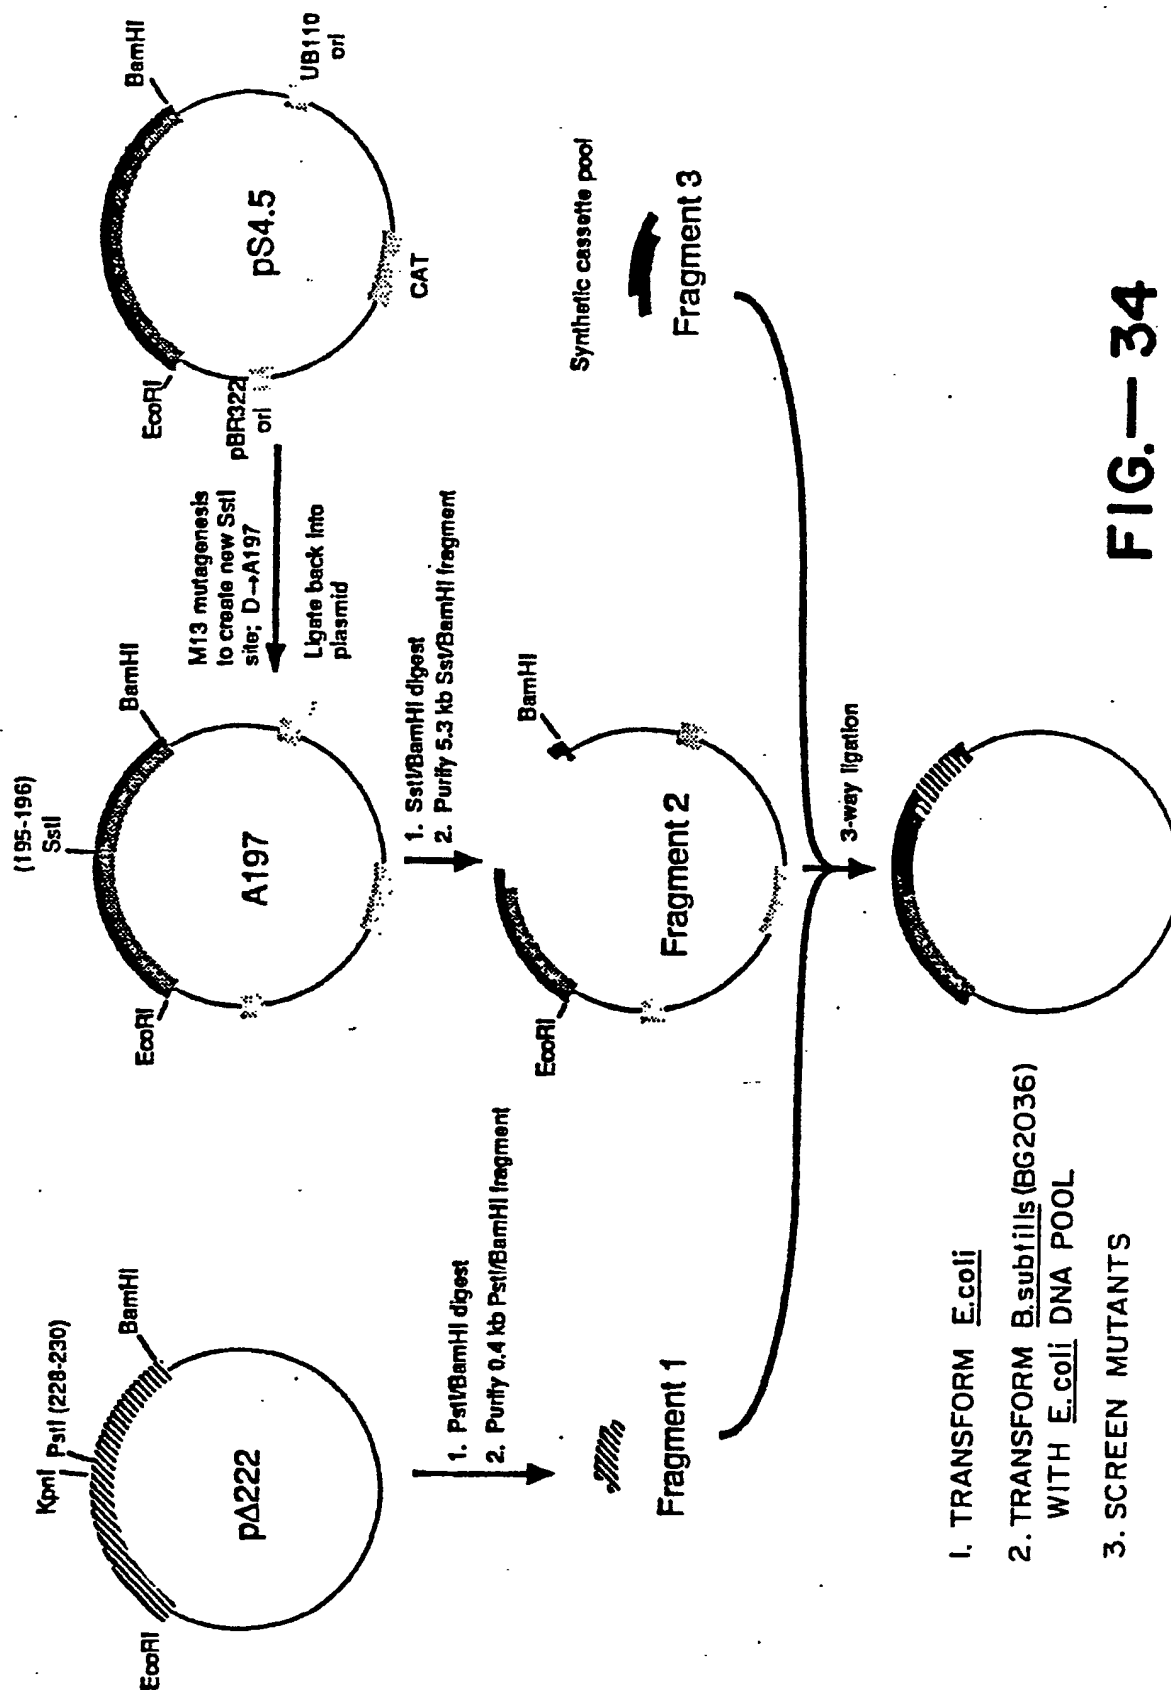 KpnI
PstI (228-230)
EcoRI
BamHI
pΔ222
1. PstI/BamHI digest
2. Purify 0.4 kb PstI/BamHI fragment
Fragment 1
(195-196)
SstI
EcoRI
BamHI
A197
1. SstI/BamHI digest
2. Purify 5.3 kb SstI/BamHI fragment
EcoRI
BamHI
Fragment 2
M13 mutagenesis
to create new SstI
site; D→A197
Ligate back into
plasmid
EcoRI
BamHI
pS4.5
pBR322
ori
UB110
ori
CAT
Synthetic cassette pool
Fragment 3
3-way ligation
1. TRANSFORM E.coli
2. TRANSFORM B.subtilis (BG2036)
WITH E.coli DNA POOL
3. SCREEN MUTANTS
FIG.—34